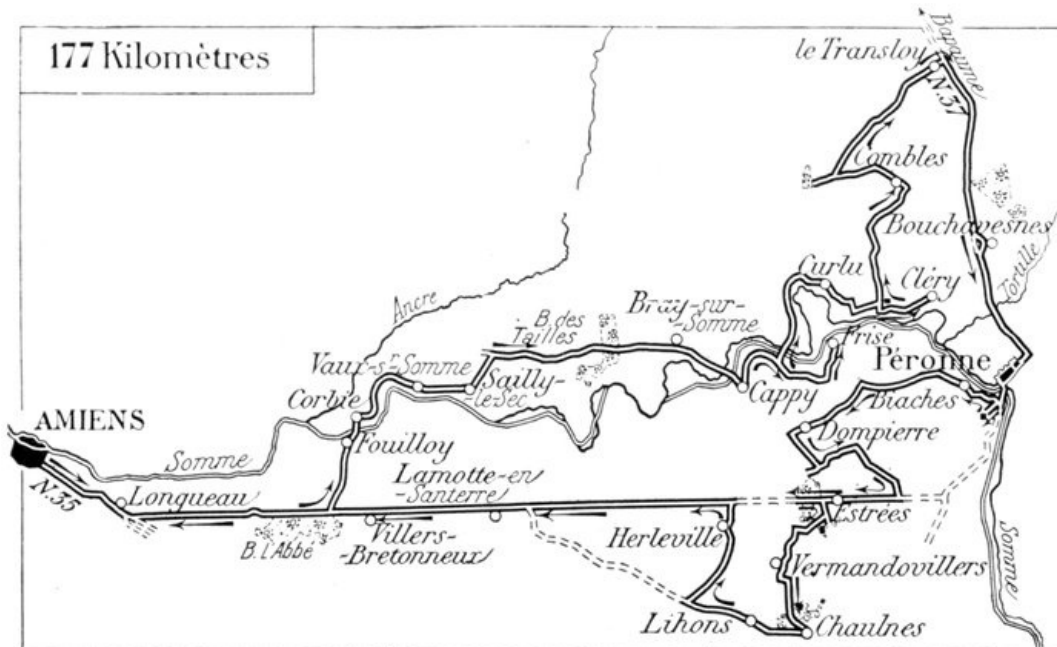 177 Kilomètres
Bapaume
le Transloy
N.37
Combles
Bouchavesnes
Tortille
Curlu
Cléry
Ancre
B. des
Tailles
Bray-sur-
-Somme
Frise
Péronne
Vaux-sr-Somme
Sailly-
-le-Sec
Cappy
Biaches
Corbie
AMIENS
Fouilloy
Dompierre
Somme
Lamotte-en
-Santerre
N.35
Longueau
Estrées
B. l'Abbé
Villers-
-Bretonneux
Herleville
Vermandovillers
Somme
Lihons
Chaulnes